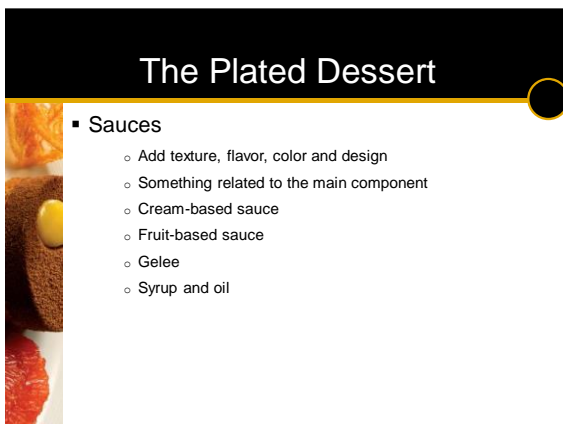 The Plated Dessert
▪ Sauces
○ Add texture, flavor, color and design
○ Something related to the main component
○ Cream-based sauce
○ Fruit-based sauce
○ Gelee
○ Syrup and oil